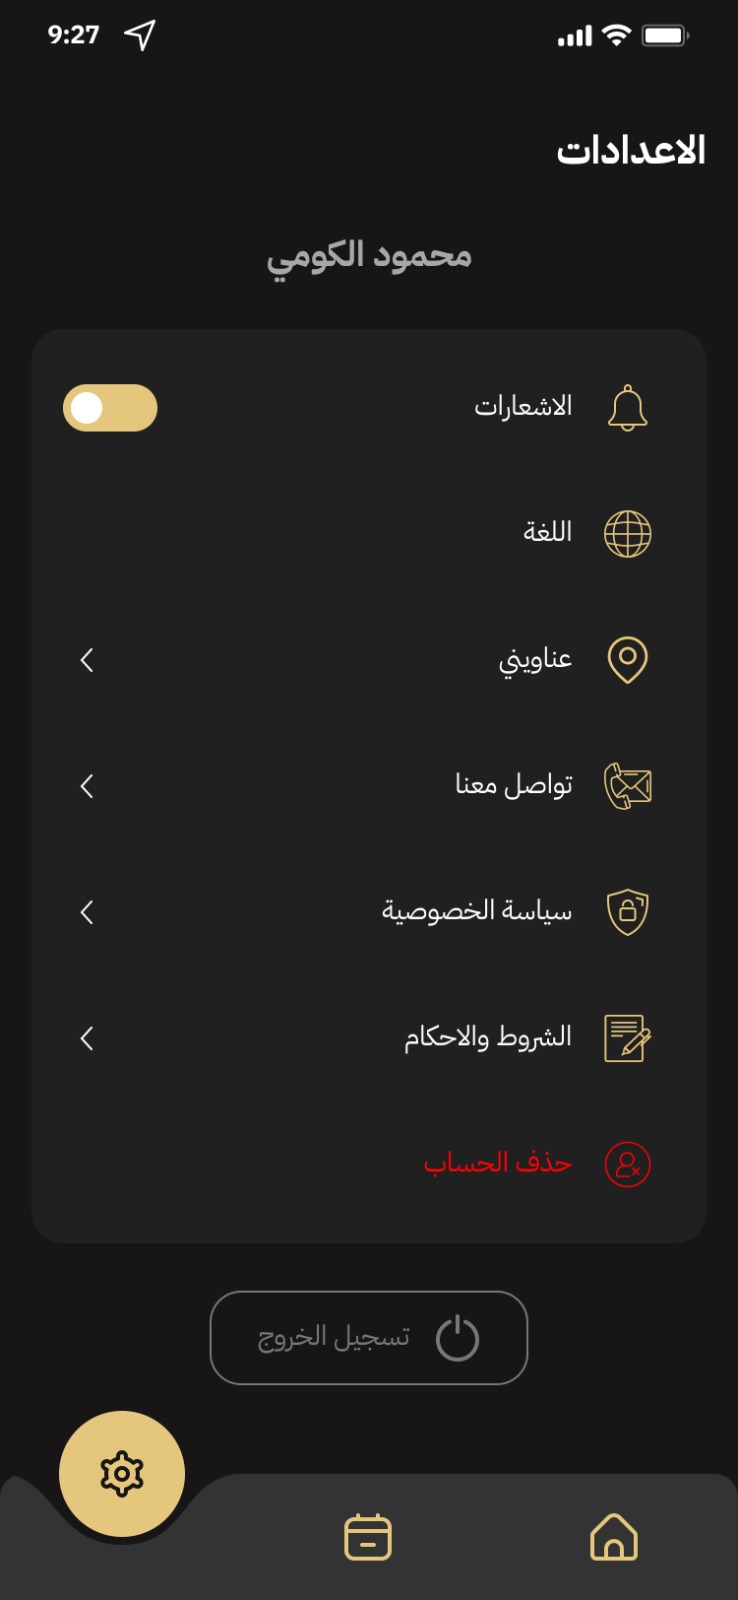 9:27
الاعدادات
محمود الكومي
الاشعارات
اللغة
عناويني
تواصل معنا
سياسة الخصوصية
الشروط والاحكام
حذف الحساب
تسجيل الخروج